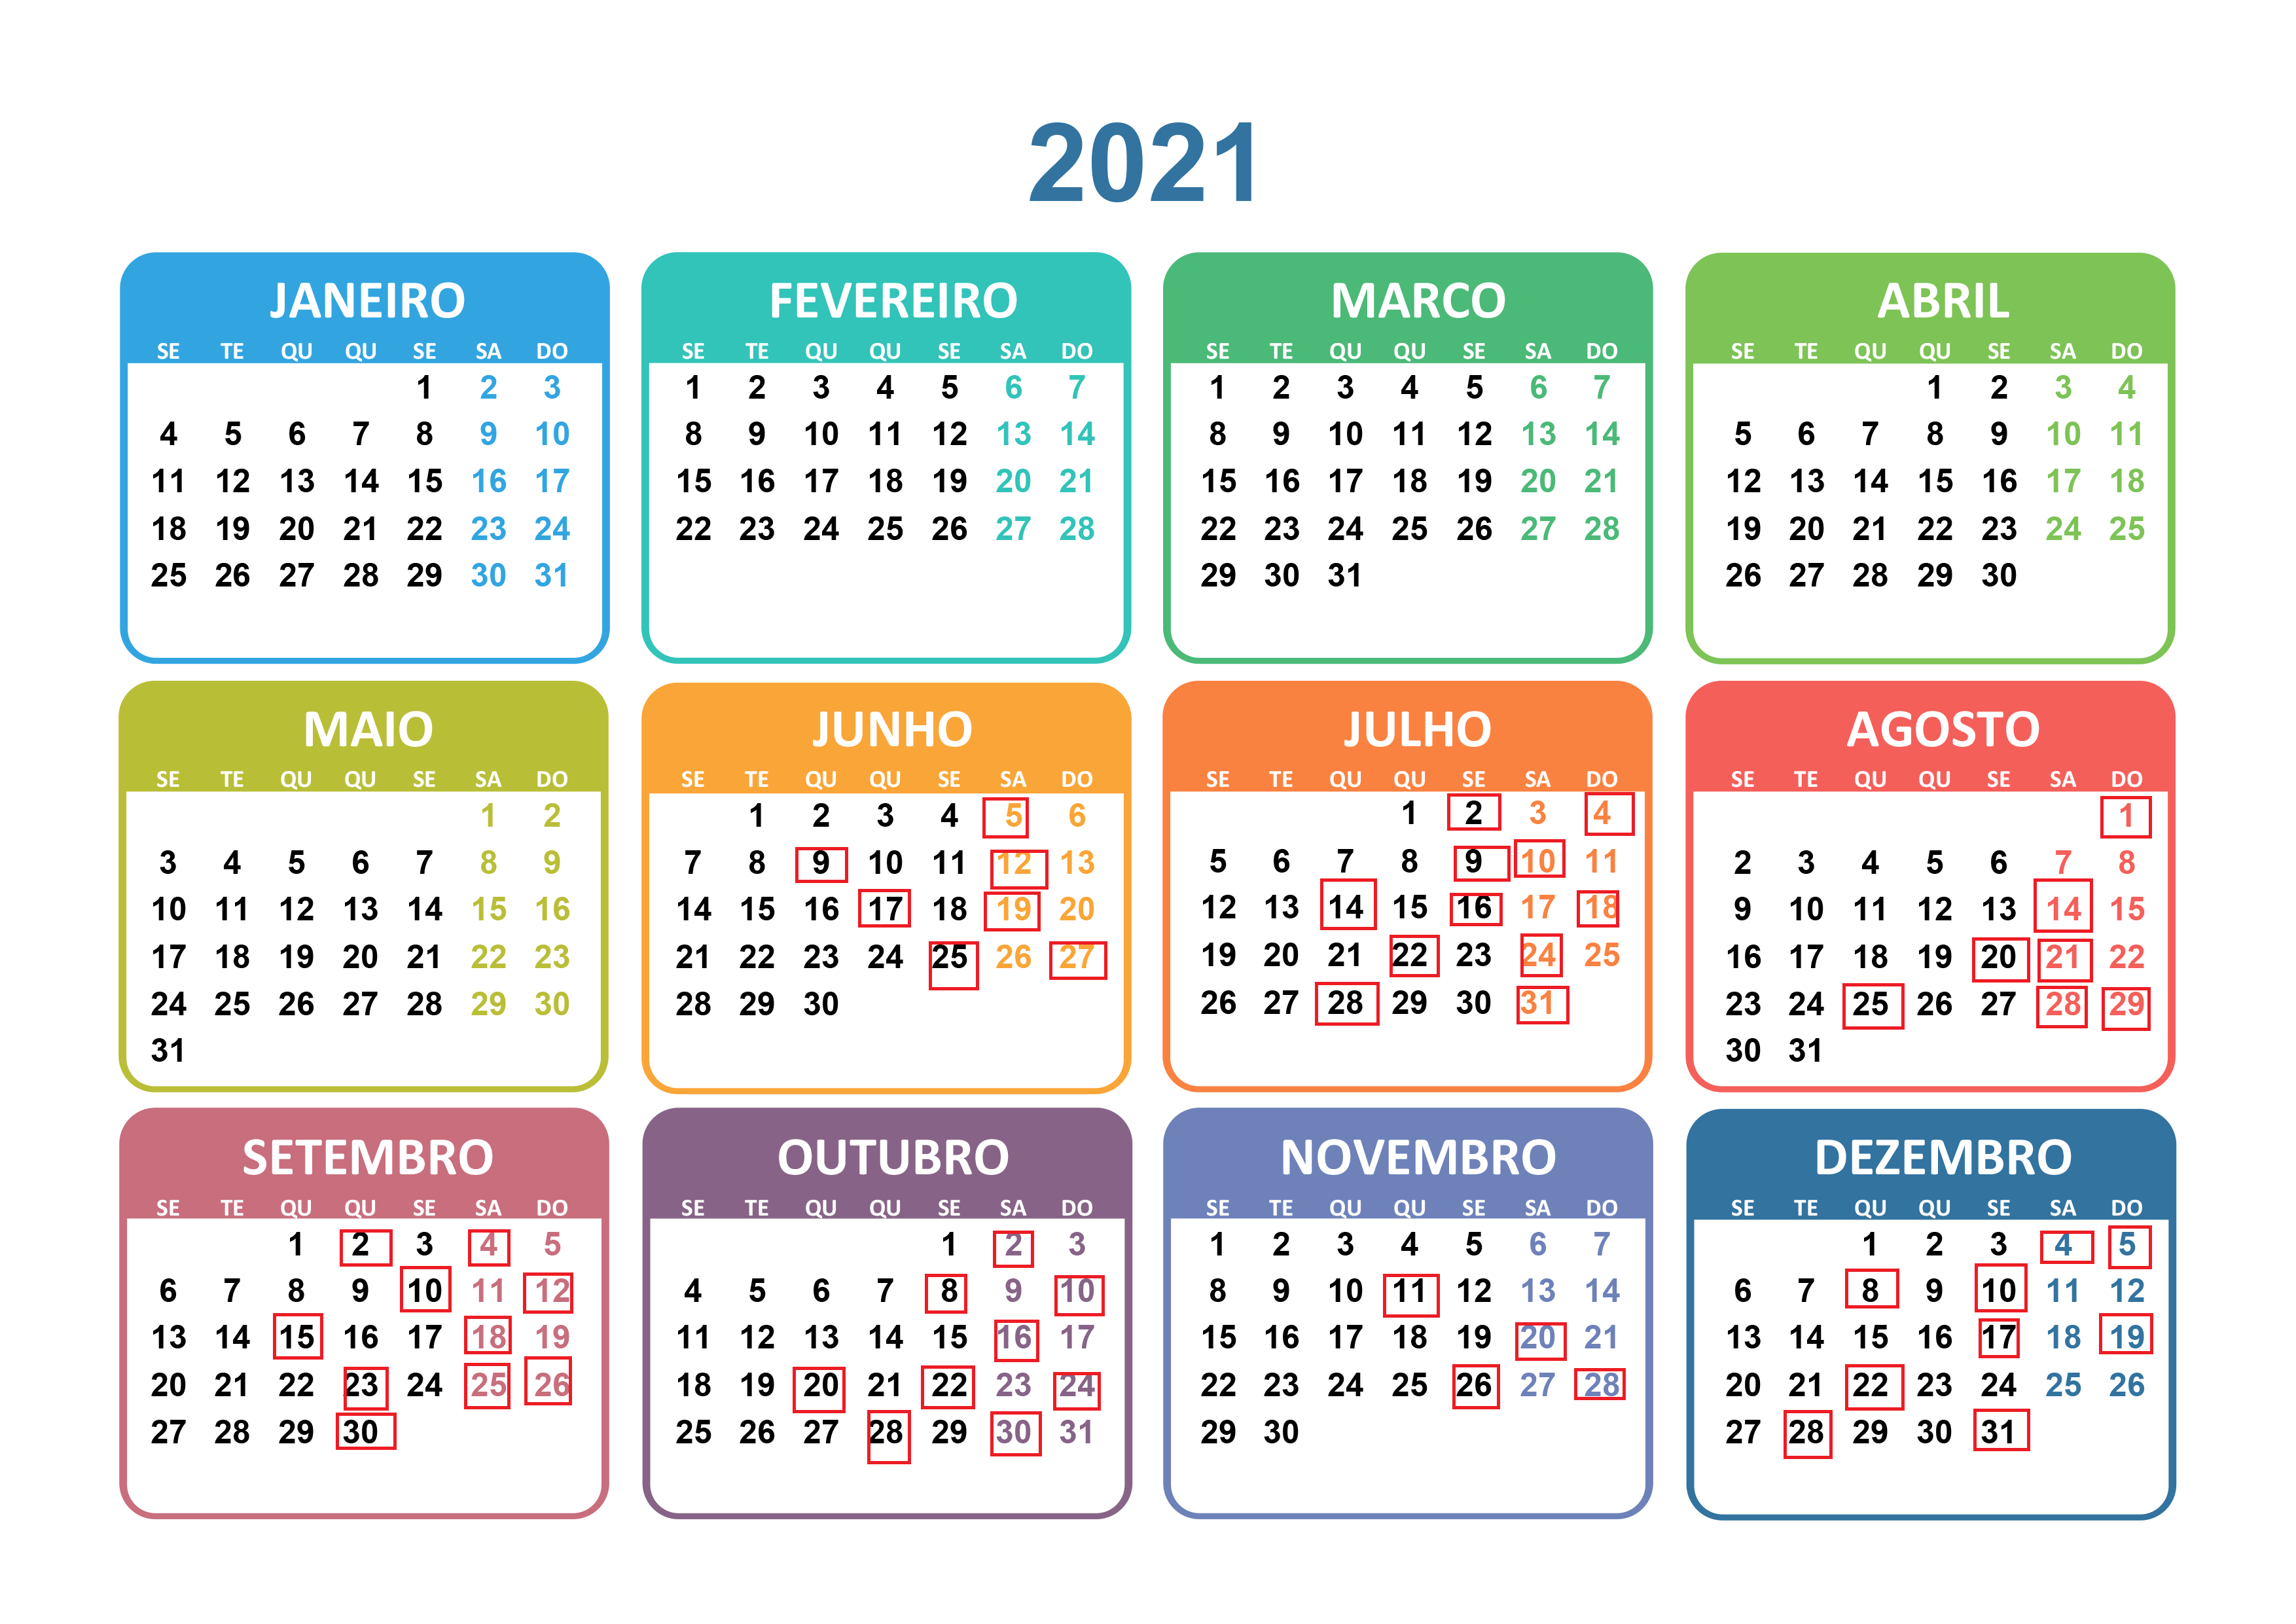 2021
JANEIRO
SE TE QU QU SE SA DO
1 2 3
4 5 6 7 8 9 10
11 12 13 14 15 16 17
18 19 20 21 22 23 24
25 26 27 28 29 30 31
FEVEREIRO
SE TE QU QU SE SA DO
1 2 3 4 5 6 7
8 9 10 11 12 13 14
15 16 17 18 19 20 21
22 23 24 25 26 27 28
MARCO
SE TE QU QU SE SA DO
1 2 3 4 5 6 7
8 9 10 11 12 13 14
15 16 17 18 19 20 21
22 23 24 25 26 27 28
29 30 31
ABRIL
SE TE QU QU SE SA DO
1 2 3 4
5 6 7 8 9 10 11
12 13 14 15 16 17 18
19 20 21 22 23 24 25
26 27 28 29 30
MAIO
SE TE QU QU SE SA DO
1 2
3 4 5 6 7 8 9
10 11 12 13 14 15 16
17 18 19 20 21 22 23
24 25 26 27 28 29 30
31
JUNHO
SE TE QU QU SE SA DO
1 2 3 4 5 6
7 8 9 10 11 12 13
14 15 16 17 18 19 20
21 22 23 24 25 26 27
28 29 30
JULHO
SE TE QU QU SE SA DO
1 2 3 4
5 6 7 8 9 10 11
12 13 14 15 16 17 18
19 20 21 22 23 24 25
26 27 28 29 30 31
AGOSTO
SE TE QU QU SE SA DO
1
2 3 4 5 6 7 8
9 10 11 12 13 14 15
16 17 18 19 20 21 22
23 24 25 26 27 28 29
30 31
SETEMBRO
SE TE QU QU SE SA DO
1 2 3 4 5
6 7 8 9 10 11 12
13 14 15 16 17 18 19
20 21 22 23 24 25 26
27 28 29 30
OUTUBRO
SE TE QU QU SE SA DO
1 2 3
4 5 6 7 8 9 10
11 12 13 14 15 16 17
18 19 20 21 22 23 24
25 26 27 28 29 30 31
NOVEMBRO
SE TE QU QU SE SA DO
1 2 3 4 5 6 7
8 9 10 11 12 13 14
15 16 17 18 19 20 21
22 23 24 25 26 27 28
29 30
DEZEMBRO
SE TE QU QU SE SA DO
1 2 3 4 5
6 7 8 9 10 11 12
13 14 15 16 17 18 19
20 21 22 23 24 25 26
27 28 29 30 31